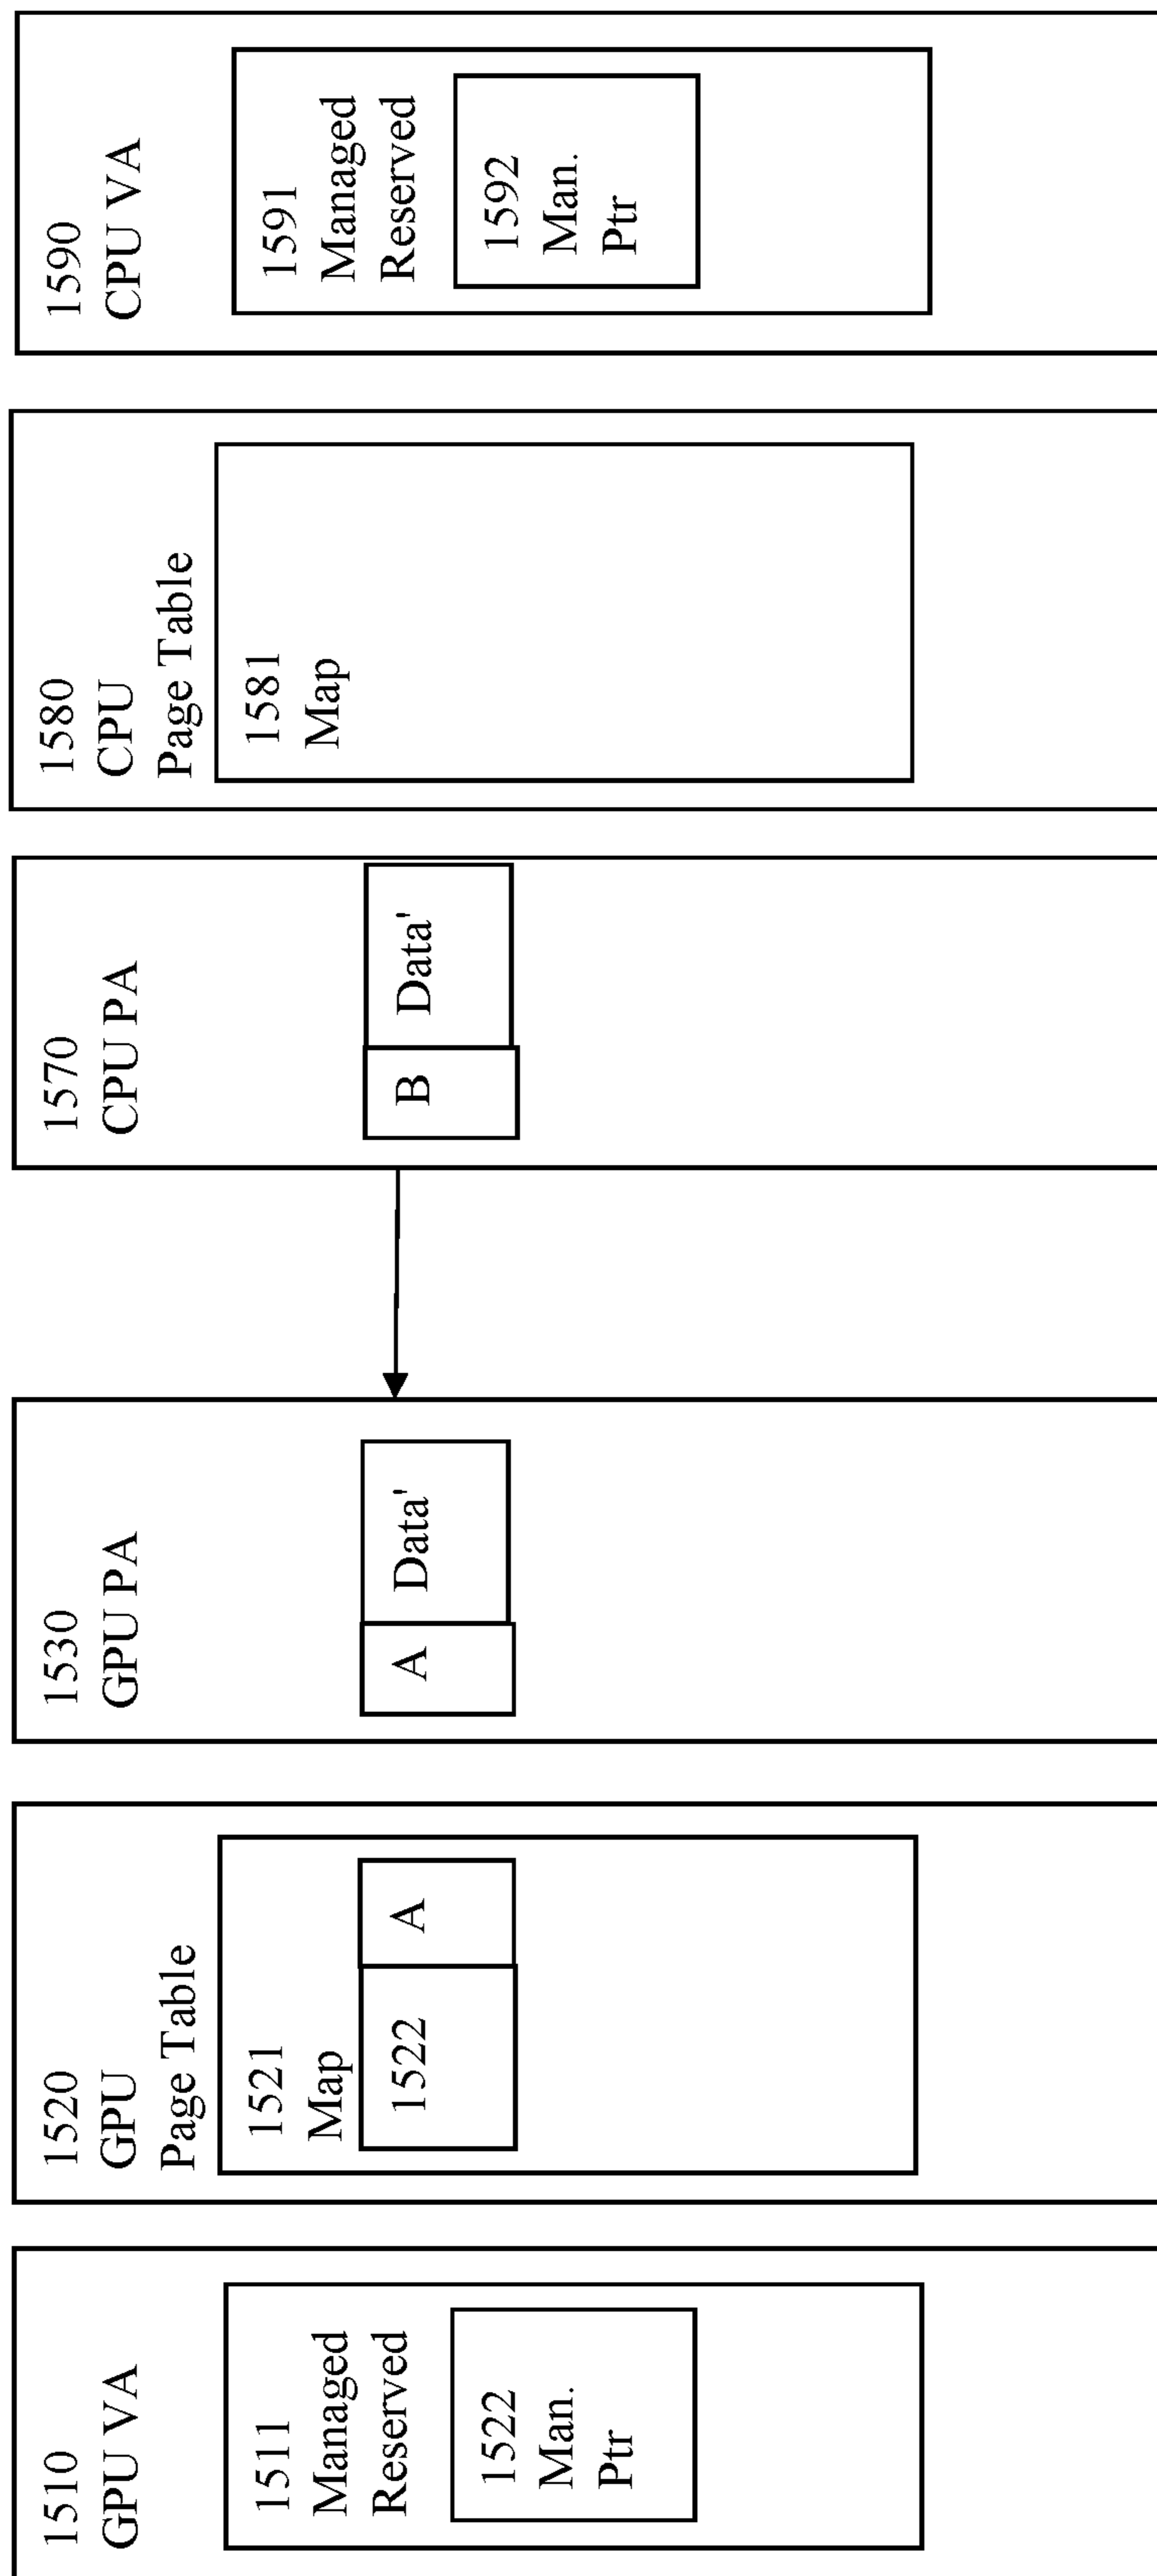 1510
GPU VA
1511
Managed
Reserved
1522
Man.
Ptr
1520
GPU
Page Table
1521
Map
1522
A
1530
GPU PA
A
Data'
1570
CPU PA
B
Data'
1580
CPU
Page Table
1581
Map
1590
CPU VA
1591
Managed
Reserved
1592
Man.
Ptr